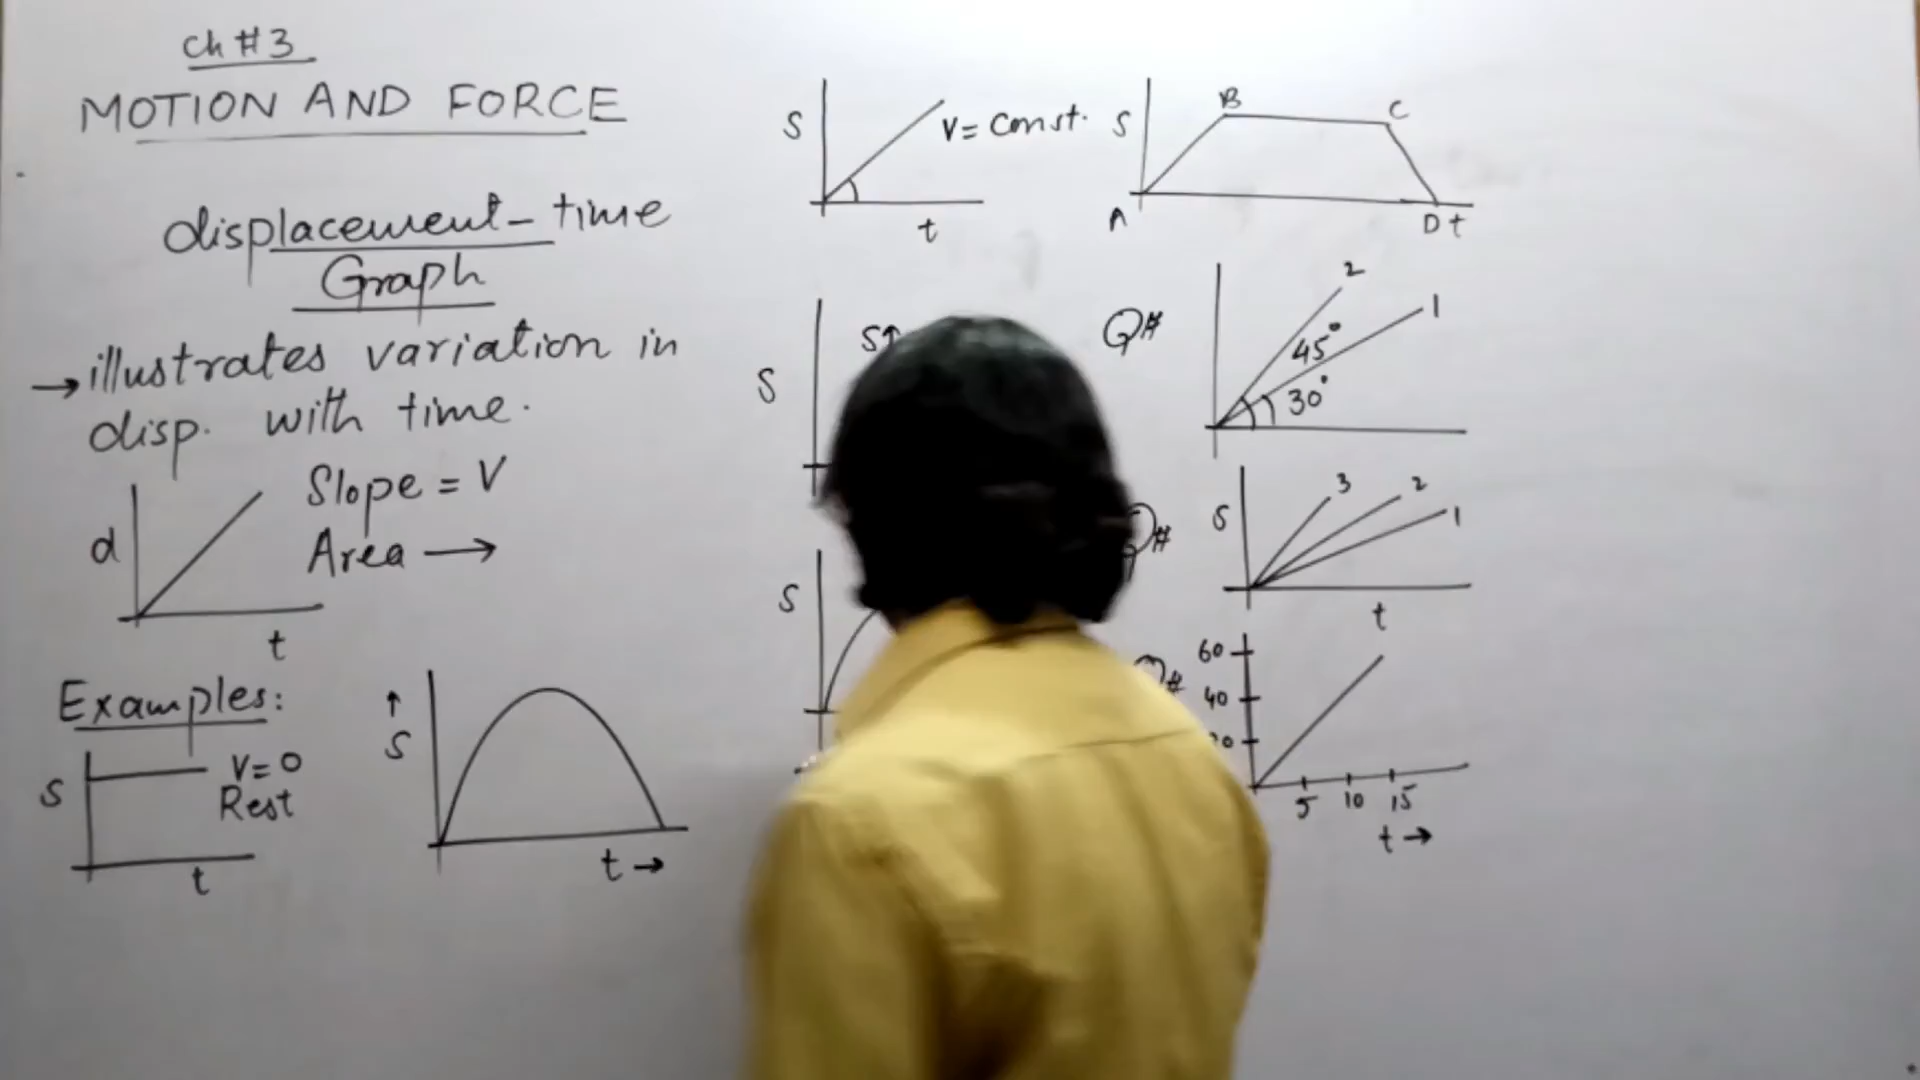 Ch # 3
MOTION AND FORCE
displacement-time
Graph
→ illustrates variation in
disp. with time.
d
Slope = V
Area →
t
Examples:
S
V= 0
Rest
t
↑
S
t →
S
V= Const.
t
S
B
C
A
D t
S
S↑
S
Q#
2
1
45°
30°
Q#
S
3
2
1
t
60
40
5
10
15
t →